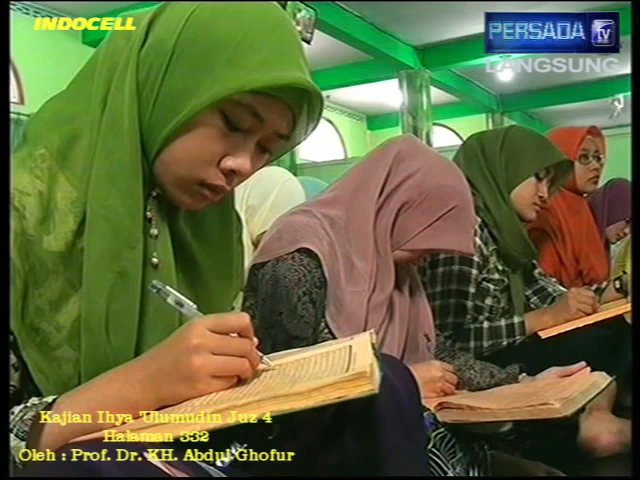 INDOCELL
PERSADA tv
LANGSUNG
Kajian Ihya 'Ulumudin Juz 4
Halaman 332
Oleh : Prof. Dr. KH. Abdul Ghofur